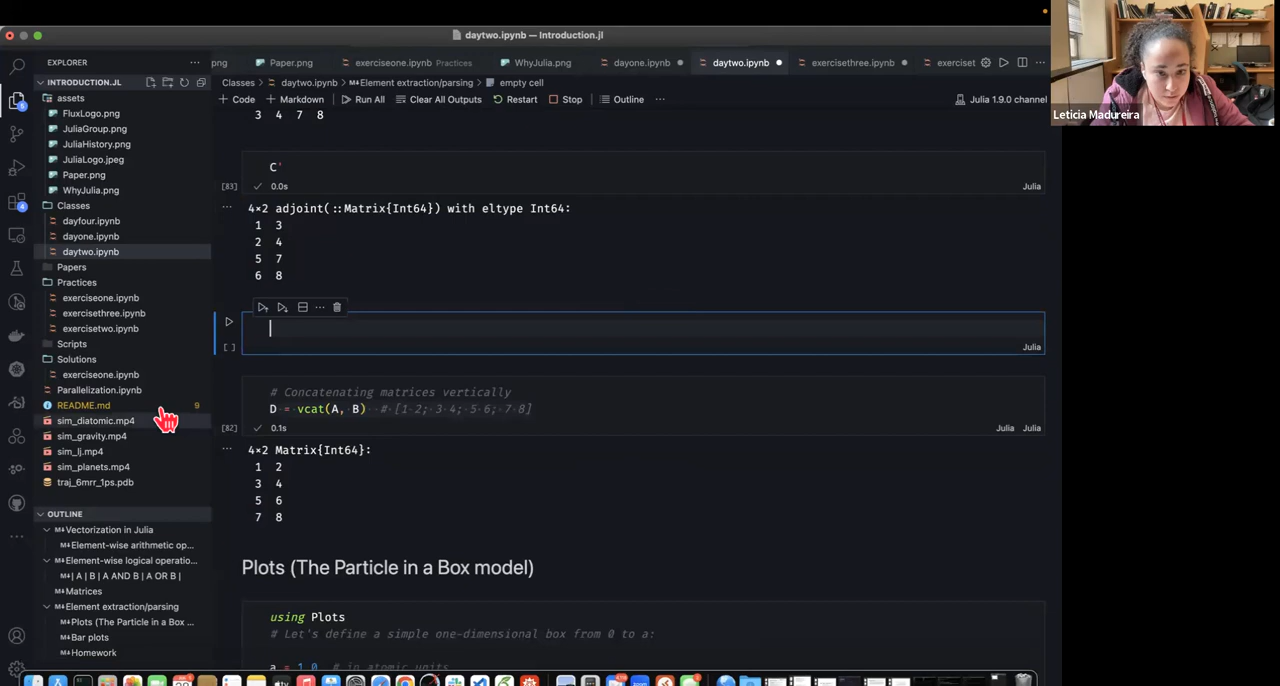 daytwo.ipynb — Introduction.jl
EXPLORER
png
Paper.png
exerciseone.ipynb Practices
WhyJulia.png
dayone.ipynb
daytwo.ipynb
exercisethree.ipynb
exerciset
INTRODUCTION.JL
Classes > daytwo.ipynb > M↓Element extraction/parsing > empty cell
+ Code
+ Markdown
Run All
Clear All Outputs
Restart
Stop
Outline
Julia 1.9.0 channel
Leticia Madureira
assets
FluxLogo.png
JuliaGroup.png
JuliaHistory.png
JuliaLogo.jpeg
Paper.png
WhyJulia.png
Classes
dayfour.ipynb
dayone.ipynb
daytwo.ipynb
Papers
Practices
exerciseone.ipynb
exercisethree.ipynb
exercisetwo.ipynb
Scripts
Solutions
exerciseone.ipynb
Parallelization.ipynb
README.md 9
sim_diatomic.mp4
sim_gravity.mp4
sim_lj.mp4
sim_planets.mp4
traj_6mrr_1ps.pdb
OUTLINE
M↓Vectorization in Julia
M↓Element-wise arithmetic op...
M↓Element-wise logical operatio...
M↓| A | B | A AND B | A OR B |
M↓Matrices
M↓Element extraction/parsing
M↓Plots (The Particle in a Box ...
M↓Bar plots
M↓Homework
3 4 7 8
C'
[83] 0.0s Julia
4×2 adjoint(::Matrix{Int64}) with eltype Int64:
1 3
2 4
5 7
6 8
[ ] Julia
# Concatenating matrices vertically
D = vcat(A, B) # [1 2; 3 4; 5 6; 7 8]
[82] 0.1s Julia Julia
4×2 Matrix{Int64}:
1 2
3 4
5 6
7 8
Plots (The Particle in a Box model)
using Plots
# Let's define a simple one-dimensional box from 0 to a:
a = 1.0 # in atomic units